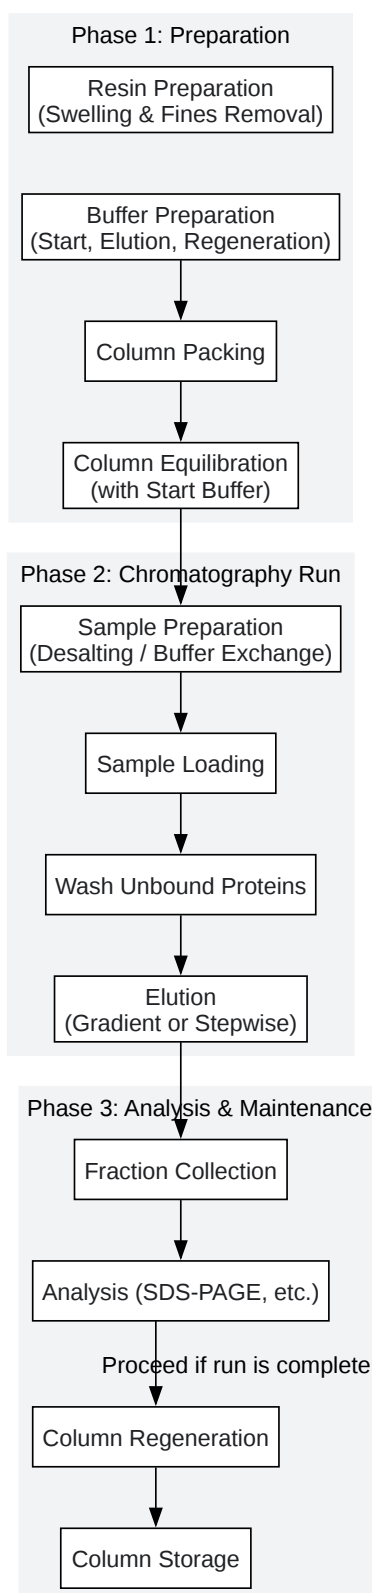 Phase 1: Preparation
Resin Preparation
(Swelling & Fines Removal)
Buffer Preparation
(Start, Elution, Regeneration)
Column Packing
Column Equilibration
(with Start Buffer)
Phase 2: Chromatography Run
Sample Preparation
(Desalting / Buffer Exchange)
Sample Loading
Wash Unbound Proteins
Elution
(Gradient or Stepwise)
Phase 3: Analysis & Maintenance
Fraction Collection
Analysis (SDS-PAGE, etc.)
Proceed if run is complete
Column Regeneration
Column Storage